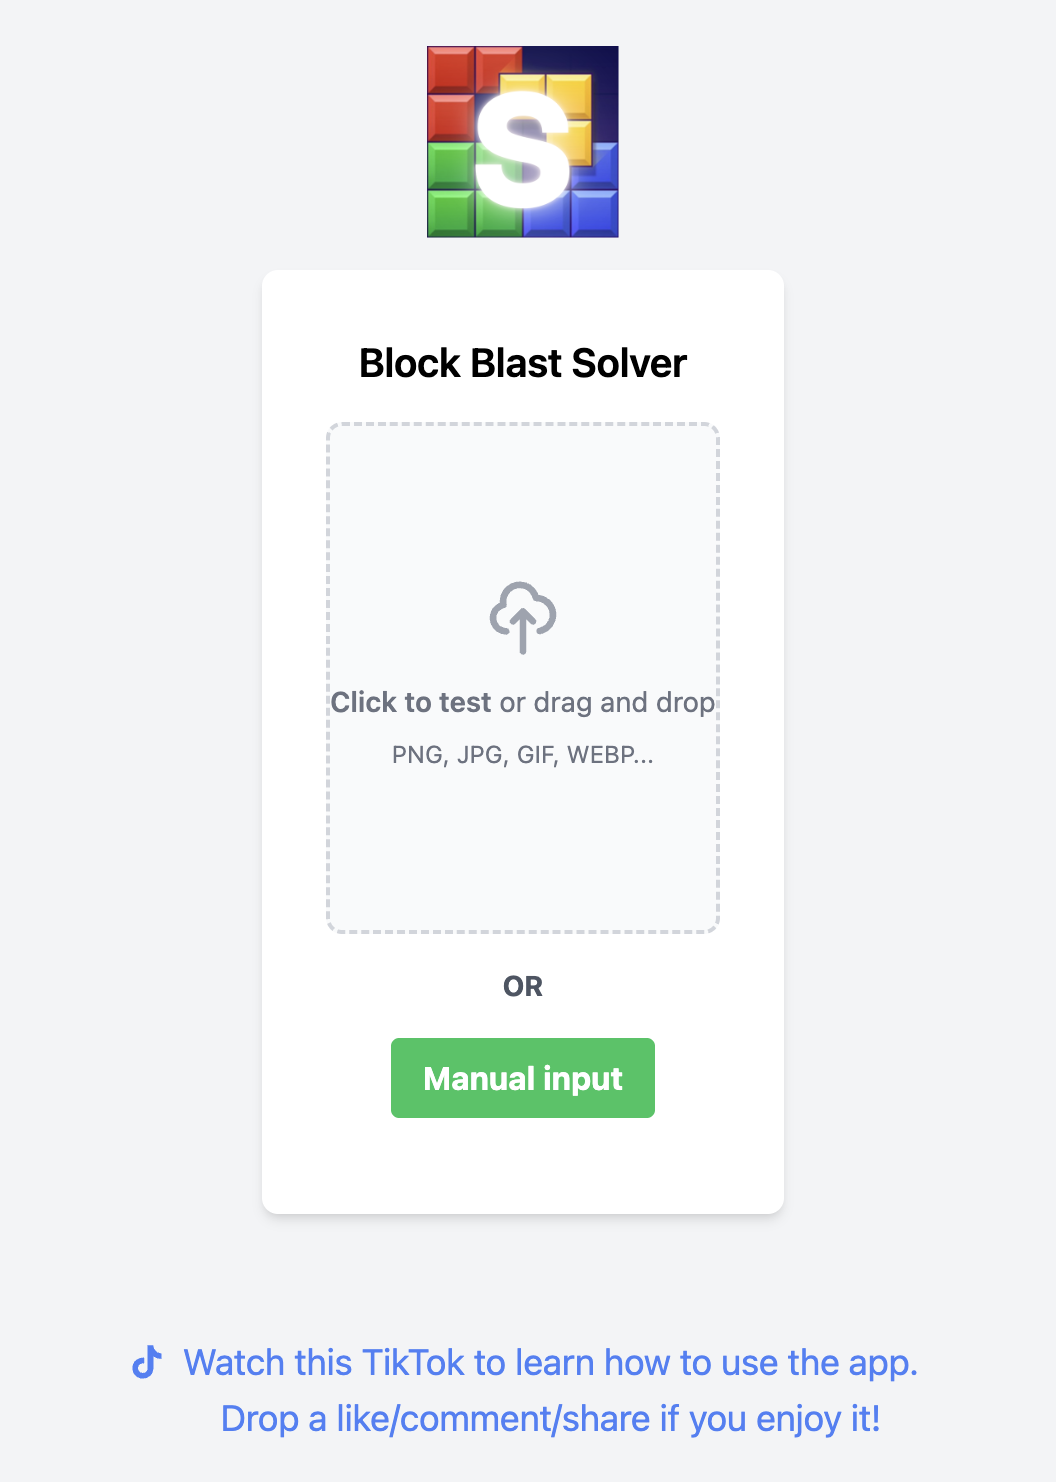 S
Block Blast Solver
Click to test or drag and drop
PNG, JPG, GIF, WEBP...
OR
Manual input
Watch this TikTok to learn how to use the app.
Drop a like/comment/share if you enjoy it!